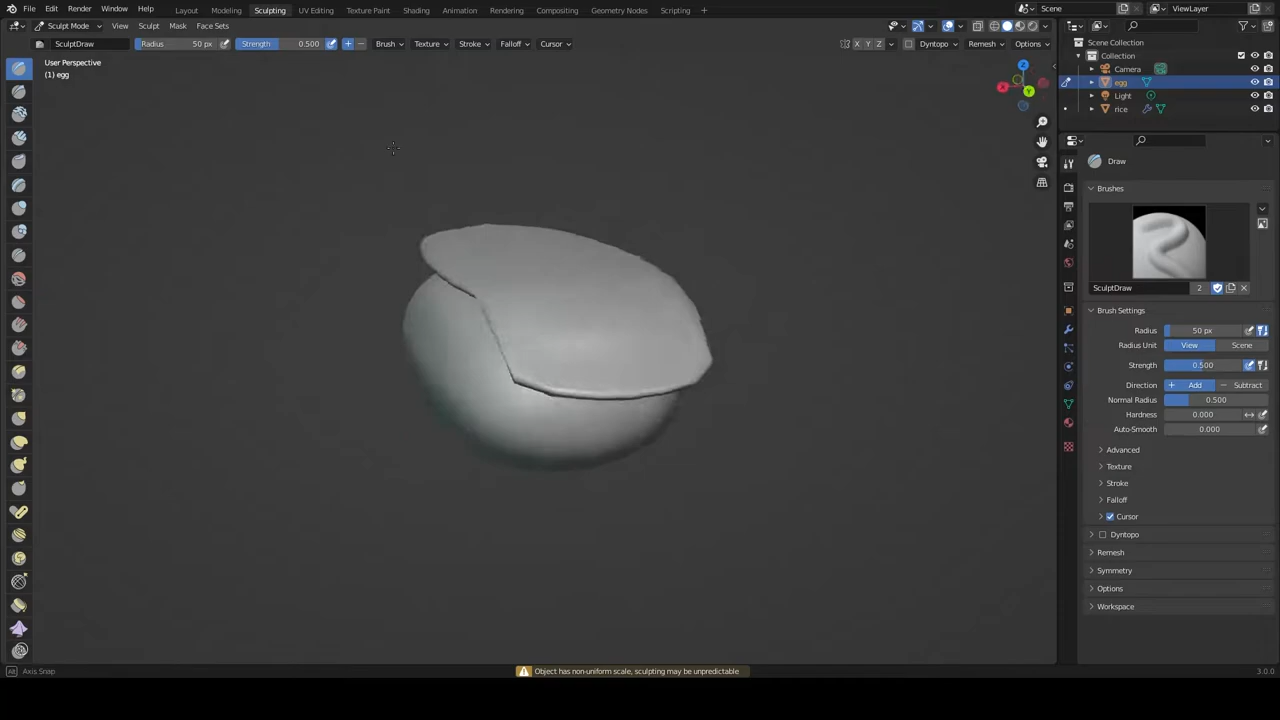 File Edit Render Window Help Layout Modeling Sculpting UV Editing Texture Paint Shading Animation Rendering Compositing Geometry Nodes Scripting + Scene ViewLayer
Sculpt Mode View Sculpt Mask Face Sets
SculptDraw Radius 50 px Strength 0.500 Brush Texture Stroke Falloff Cursor X Y Z Dyntopo Remesh Options
User Perspective
(1) egg
X Y Z
Scene Collection
Collection
Camera
egg
Light
rice
Draw
Brushes
SculptDraw 2
Brush Settings
Radius 50 px
Radius Unit View Scene
Strength 0.500
Direction + Add − Subtract
Normal Radius 0.500
Hardness 0.000
Auto-Smooth 0.000
Advanced
Texture
Stroke
Falloff
Cursor
Dyntopo
Remesh
Symmetry
Options
Workspace
Alt Axis Snap Object has non-uniform scale, sculpting may be unpredictable 3.0.0